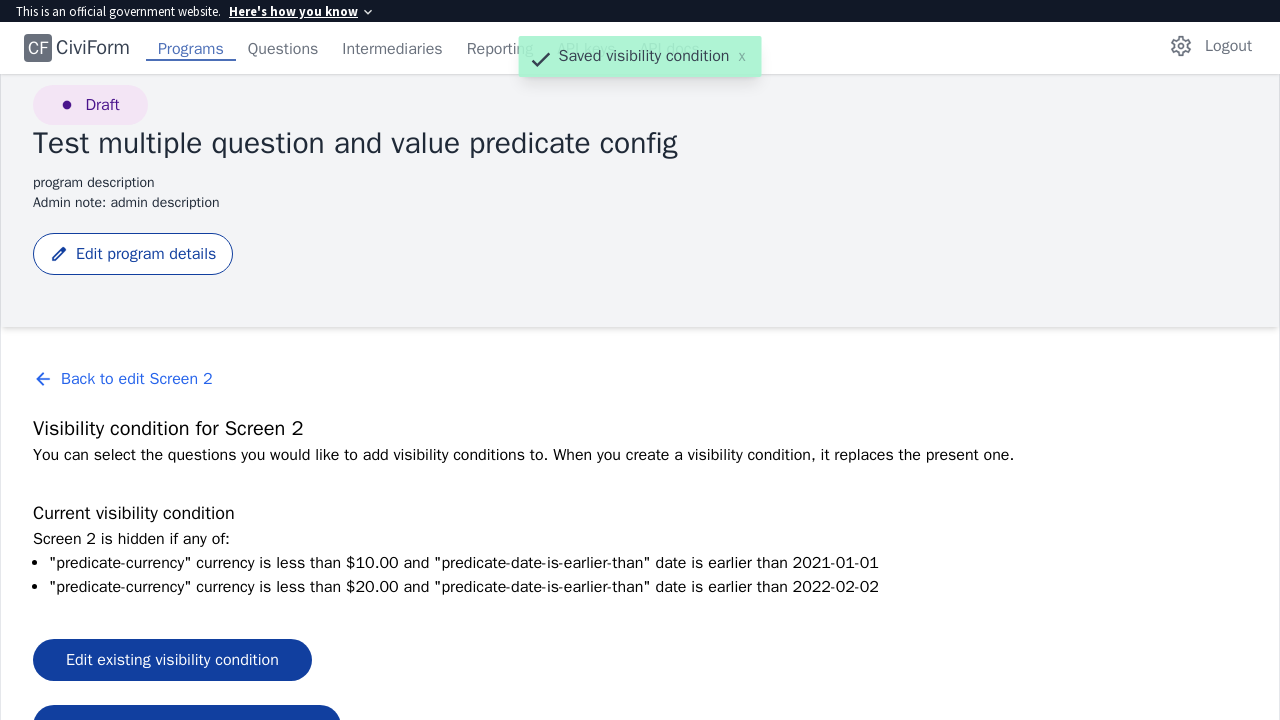 This is an official government website. Here's how you know
CF CiviForm Programs Questions Intermediaries Reporting Logout
Saved visibility condition x
Draft
Test multiple question and value predicate config
program description
Admin note: admin description
Edit program details
Back to edit Screen 2
Visibility condition for Screen 2
You can select the questions you would like to add visibility conditions to. When you create a visibility condition, it replaces the present one.
Current visibility condition
Screen 2 is hidden if any of:
• "predicate-currency" currency is less than $10.00 and "predicate-date-is-earlier-than" date is earlier than 2021-01-01
• "predicate-currency" currency is less than $20.00 and "predicate-date-is-earlier-than" date is earlier than 2022-02-02
Edit existing visibility condition